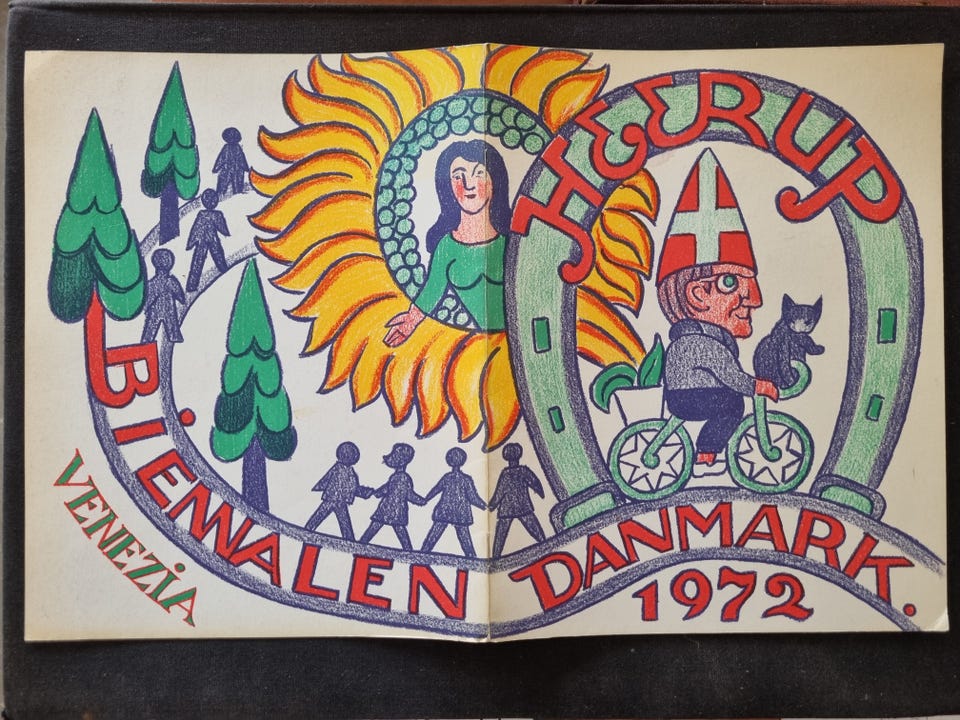 HEERUP
BIENNALEN DANMARK.
VENEZIA
1972